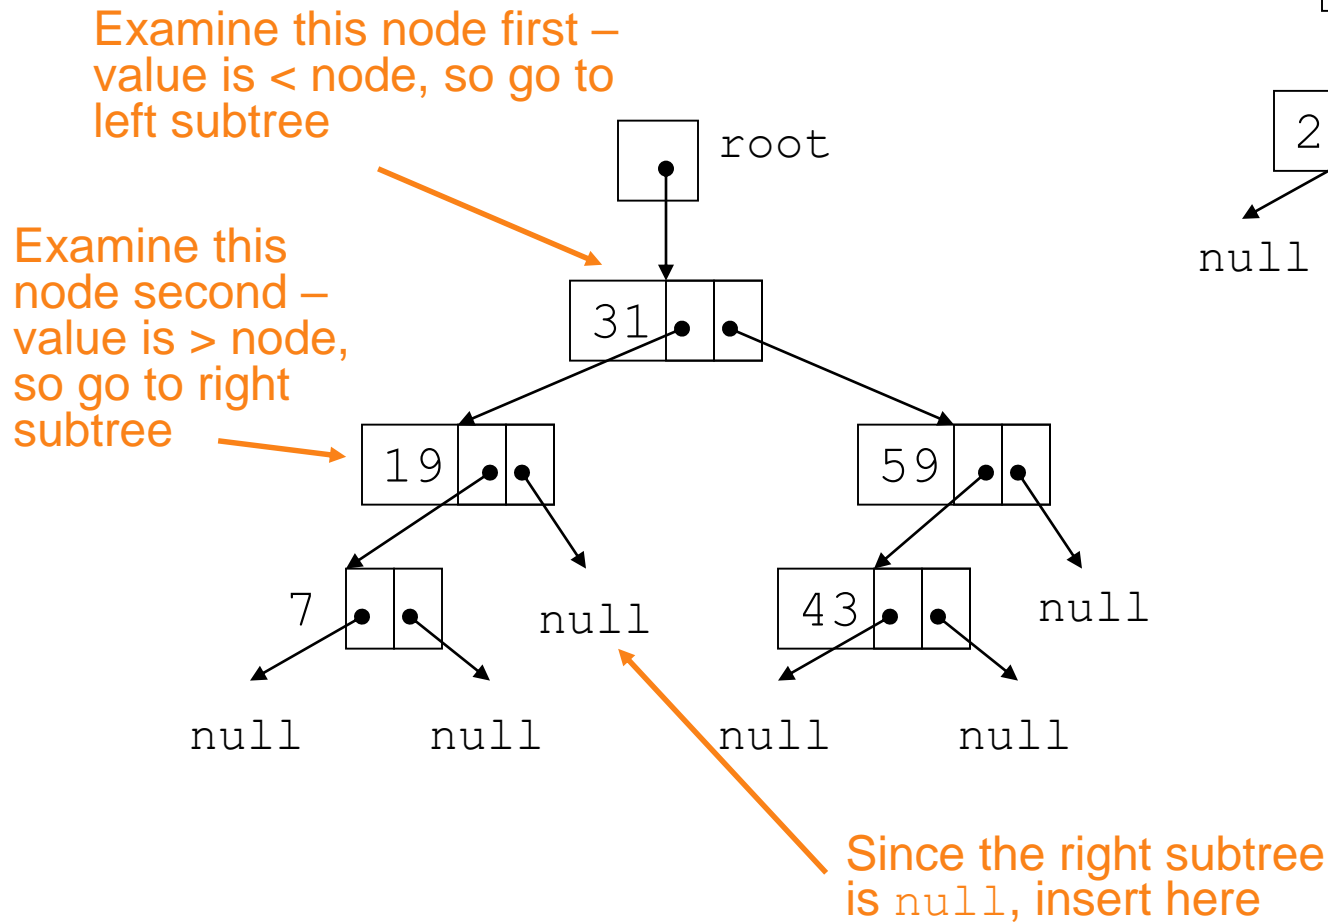 Examine this node first –
value is < node, so go to
left subtree
root
2
null
Examine this
node second –
value is > node,
so go to right
subtree
31
19
59
7
null
43
null
null
null
null
null
Since the right subtree
is null, insert here